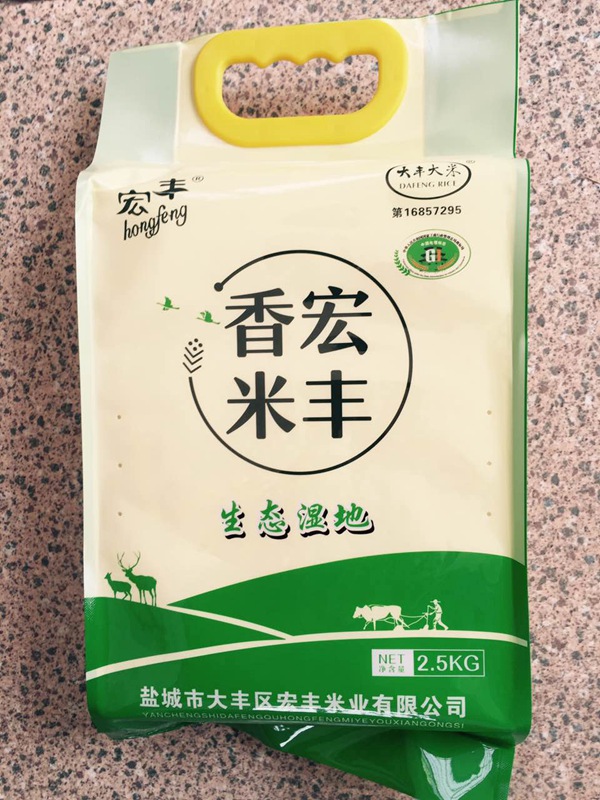 宏丰®
hongfeng
大丰大米
DAFENG RICE
第16857295
GI
宏丰
香米
生态湿地
NET
净含量
2.5KG
盐城市大丰区宏丰米业有限公司
YANCHENGSHIDAFENGQUHONGFENGMIYEYOUXIANGONGSI